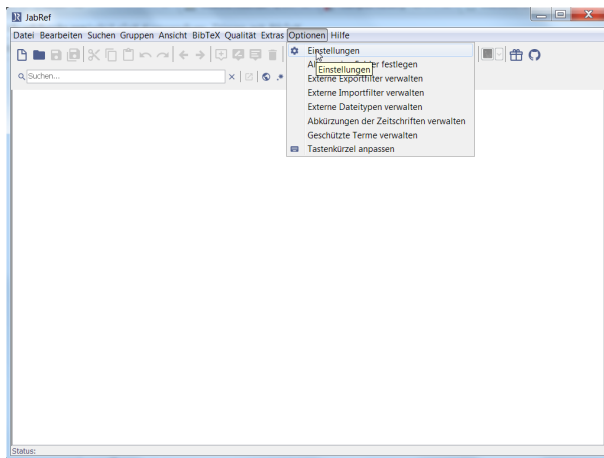 JabRef
Datei Bearbeiten Suchen Gruppen Ansicht BibTeX Qualität Extras Optionen Hilfe
Einstellungen
festlegen
Einstellungen
Suchen...
Externe Exportfilter verwalten
Externe Importfilter verwalten
Externe Dateitypen verwalten
Abkürzungen der Zeitschriften verwalten
Geschützte Terme verwalten
Tastenkürzel anpassen
Status: